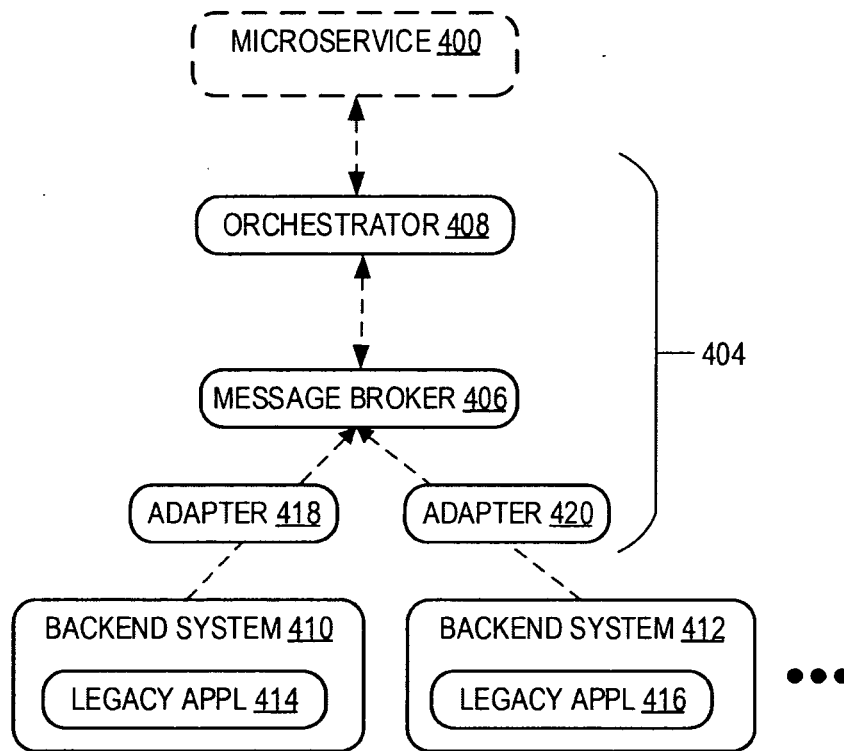 MICROSERVICE 400
ORCHESTRATOR 408
404
MESSAGE BROKER 406
ADAPTER 418
ADAPTER 420
BACKEND SYSTEM 410
LEGACY APPL 414
BACKEND SYSTEM 412
LEGACY APPL 416